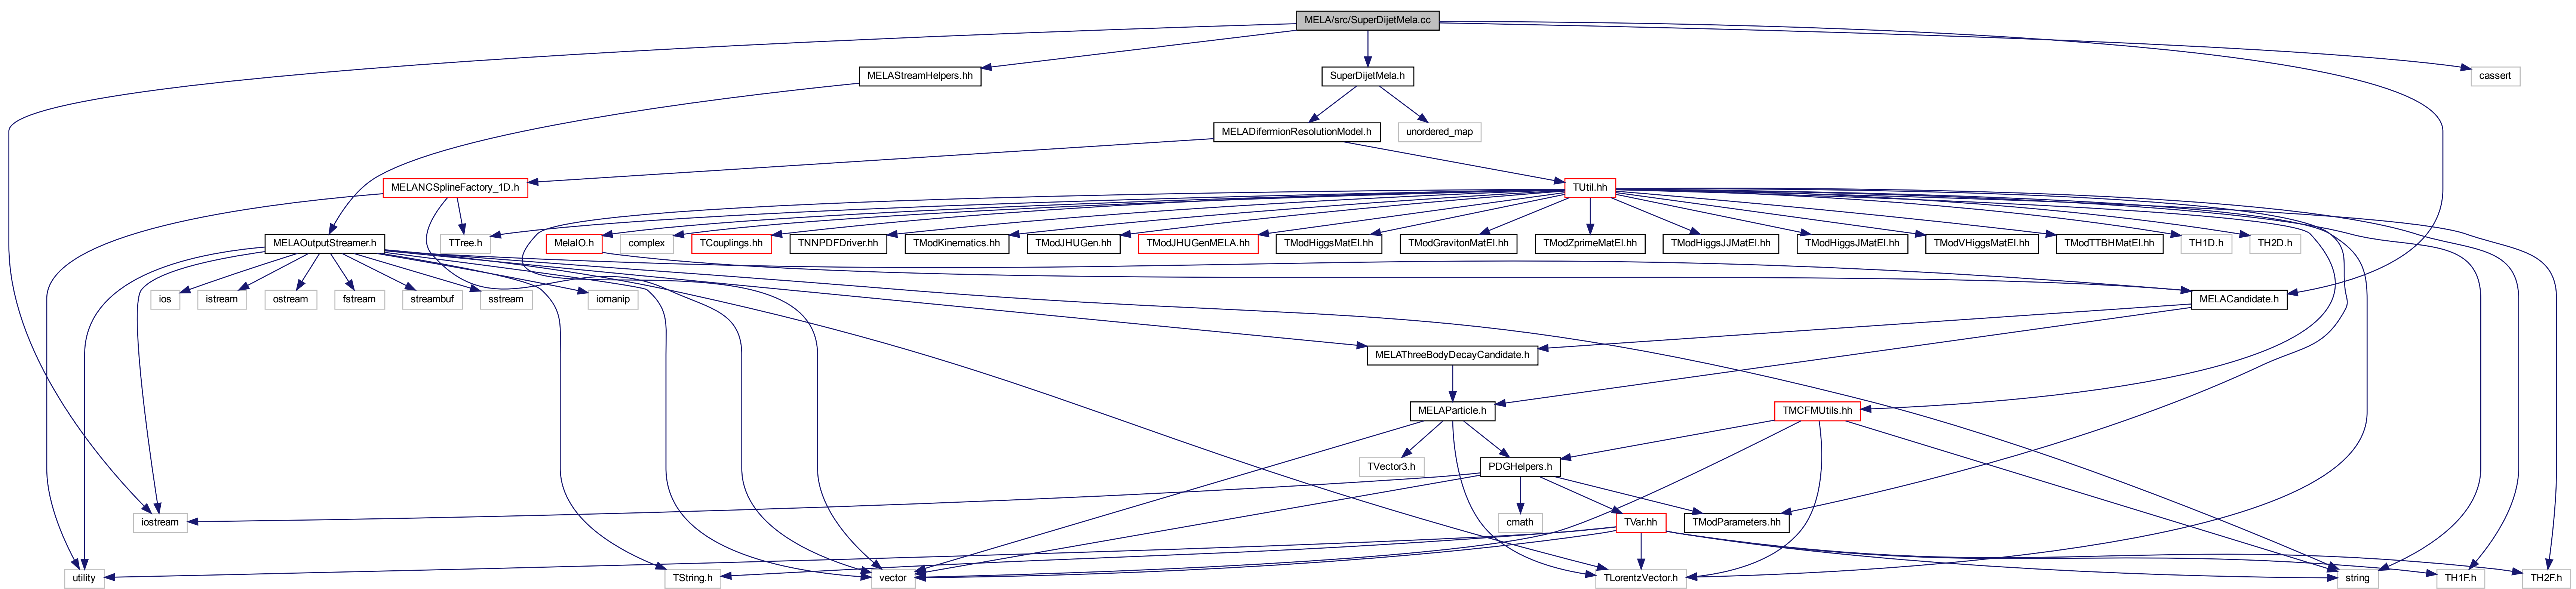 MELA/src/SuperDijetMela.cc
MELAStreamHelpers.hh
SuperDijetMela.h
cassert
MELADifermionResolutionModel.h
unordered_map
MELANCSplineFactory_1D.h
TUtil.hh
MELAOutputStreamer.h
TTree.h
MelaIO.h
complex
TCouplings.hh
TNNPDFDriver.hh
TModKinematics.hh
TModJHUGen.hh
TModJHUGenMELA.hh
TModHiggsMatEl.hh
TModGravitonMatEl.hh
TModZprimeMatEl.hh
TModHiggsJJMatEl.hh
TModHiggsJMatEl.hh
TModVHiggsMatEl.hh
TModTTBHMatEl.hh
TH1D.h
TH2D.h
ios
istream
ostream
fstream
streambuf
sstream
iomanip
MELACandidate.h
MELAThreeBodyDecayCandidate.h
MELAParticle.h
TMCFMUtils.hh
TVector3.h
PDGHelpers.h
iostream
cmath
TVar.hh
TModParameters.hh
utility
TString.h
vector
TLorentzVector.h
string
TH1F.h
TH2F.h